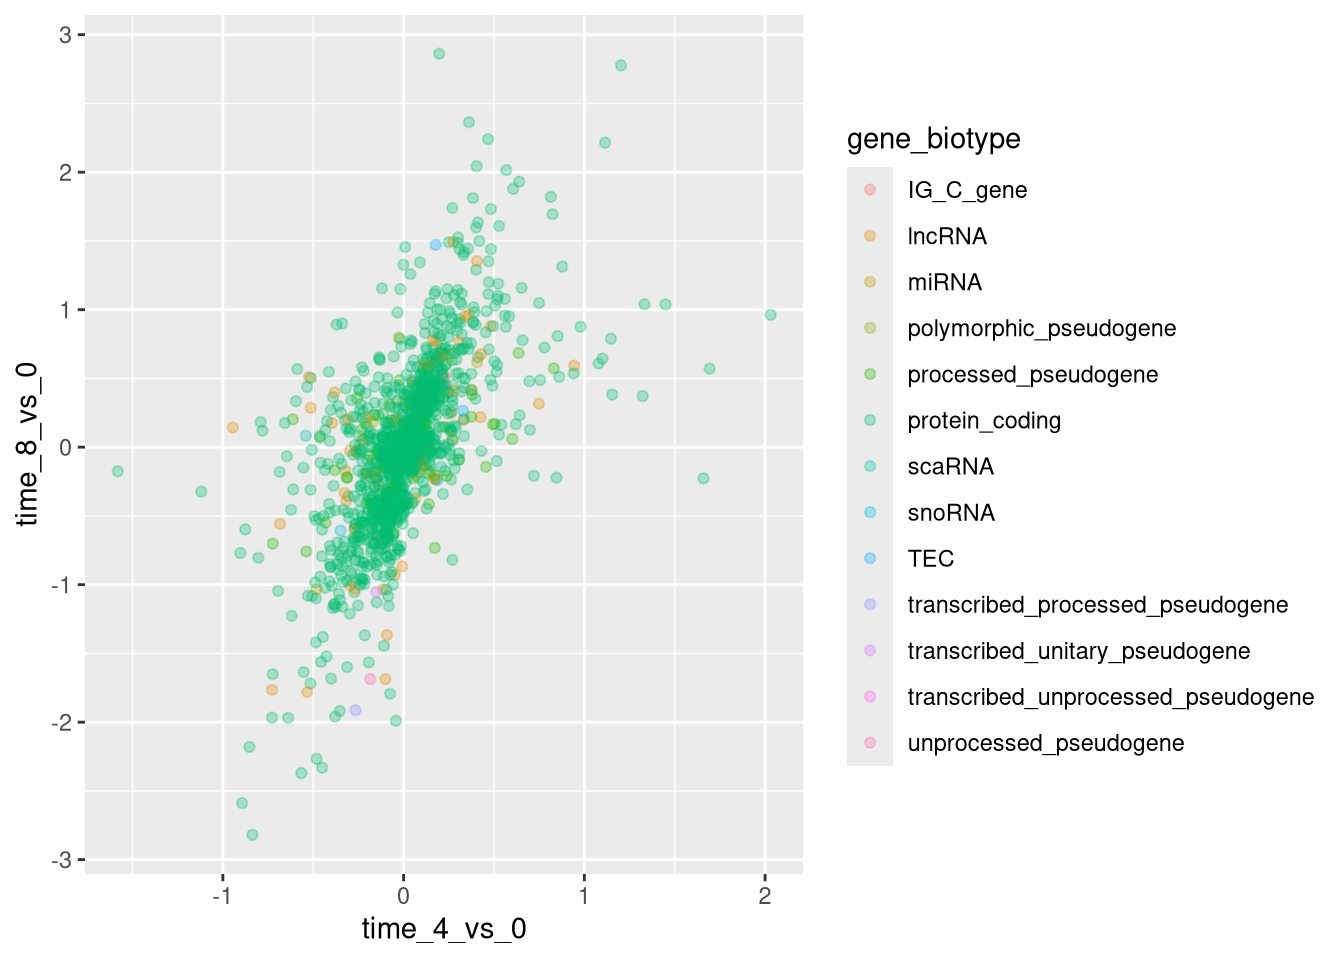 3
2
1
0
-1
-2
-3
time_8_vs_0
-1
0
1
2
time_4_vs_0
gene_biotype
IG_C_gene
lncRNA
miRNA
polymorphic_pseudogene
processed_pseudogene
protein_coding
scaRNA
snoRNA
TEC
transcribed_processed_pseudogene
transcribed_unitary_pseudogene
transcribed_unprocessed_pseudogene
unprocessed_pseudogene